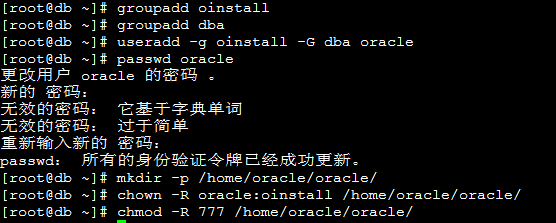 [root@db ~]# groupadd oinstall
[root@db ~]# groupadd dba
[root@db ~]# useradd -g oinstall -G dba oracle
[root@db ~]# passwd oracle
更改用户 oracle 的密码 。
新的 密码：
无效的密码： 它基于字典单词
无效的密码： 过于简单
重新输入新的 密码：
passwd： 所有的身份验证令牌已经成功更新。
[root@db ~]# mkdir -p /home/oracle/oracle/
[root@db ~]# chown -R oracle:oinstall /home/oracle/oracle/
[root@db ~]# chmod -R 777 /home/oracle/oracle/